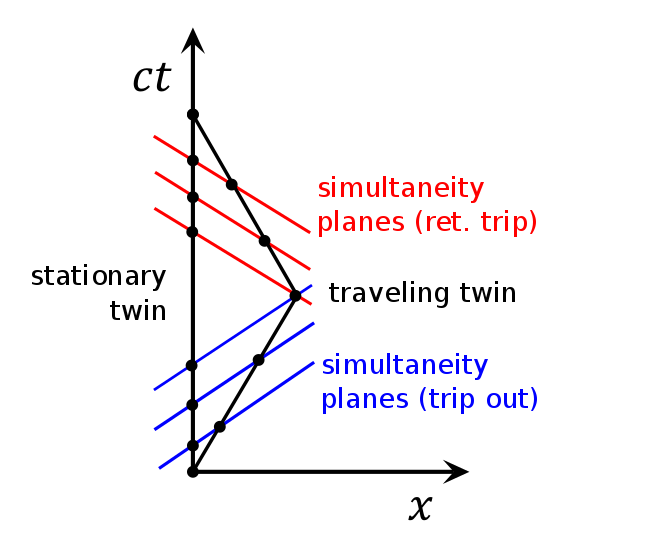 ct
simultaneity
planes (ret. trip)
stationary
twin
traveling twin
simultaneity
planes (trip out)
x